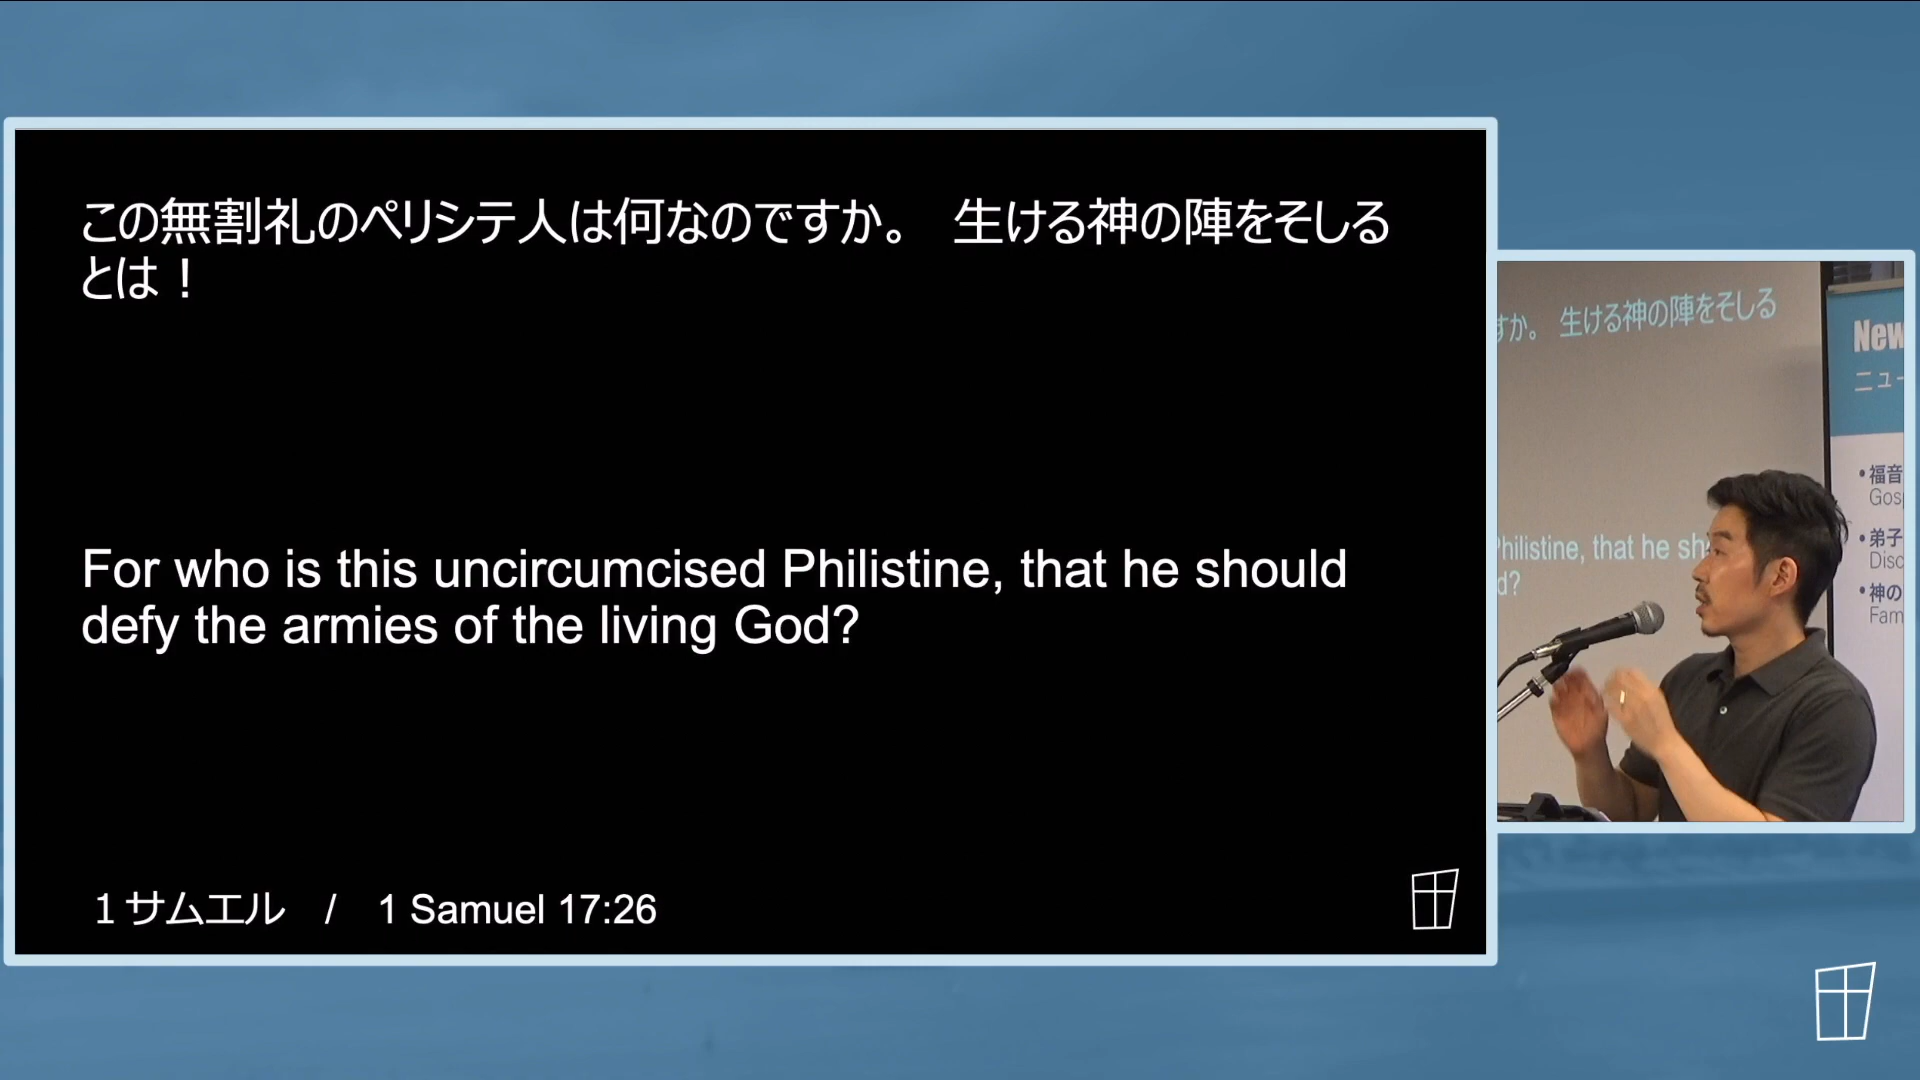 この無割礼のペリシテ人は何なのですか。 生ける神の陣をそしる
とは！
For who is this uncircumcised Philistine, that he should
defy the armies of the living God?
１サムエル / 1 Samuel 17:26
すか。 生ける神の陣をそしる
Philistine, that he sh
d?
New
ニュー
•福音
Gos
•弟子
Disc
•神の
Fam